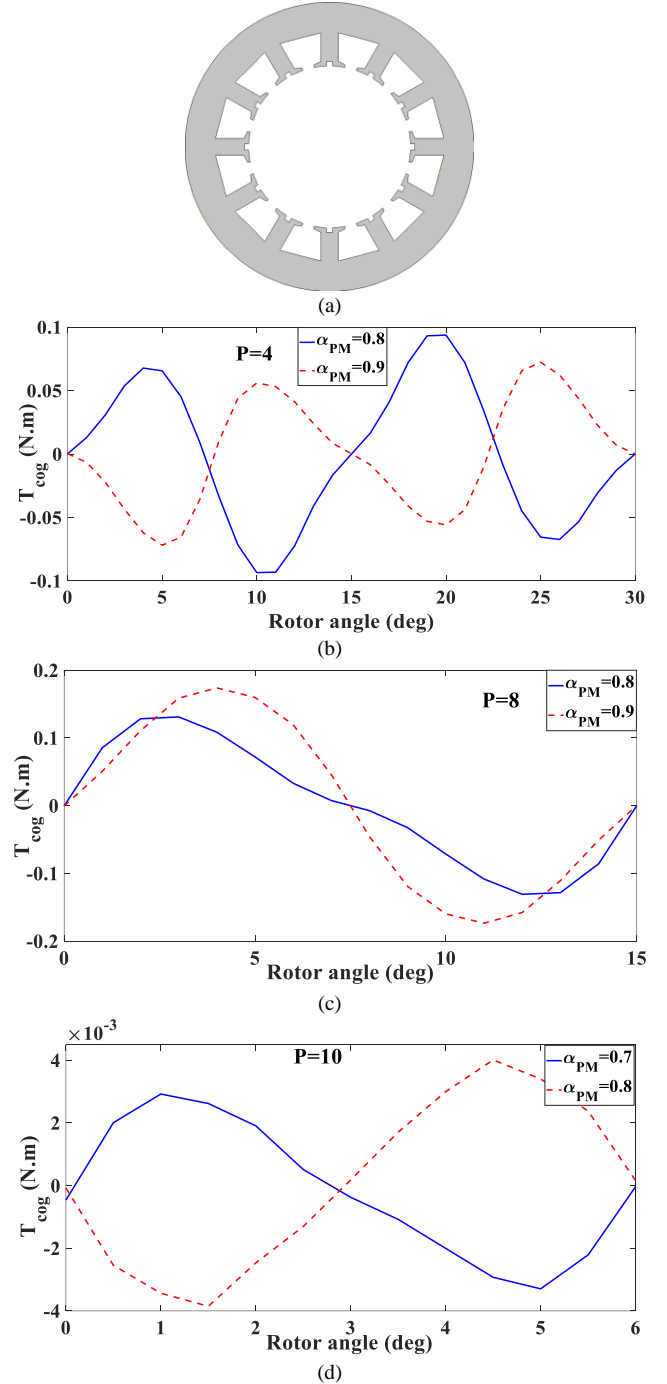 (a)
P=4
α_PM=0.8
α_PM=0.9
T_cog (N.m)
0.1
0.05
0
-0.05
-0.1
0 5 10 15 20 25 30
Rotor angle (deg)
(b)
P=8
α_PM=0.8
α_PM=0.9
T_cog (N.m)
0.2
0.1
0
-0.1
-0.2
0 5 10 15
Rotor angle (deg)
(c)
×10^-3
P=10
α_PM=0.7
α_PM=0.8
T_cog (N.m)
4
2
0
-2
-4
0 1 2 3 4 5 6
Rotor angle (deg)
(d)